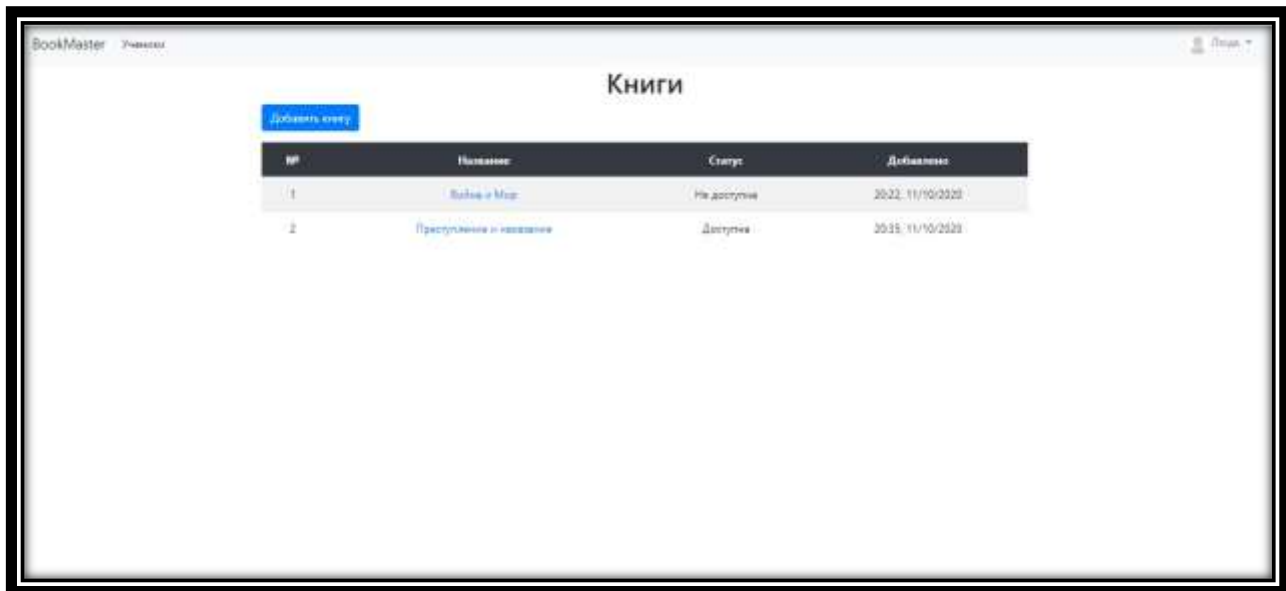 BookMaster Ученики
Книги
Добавить книгу
№ Название Статус Добавлено
1 Война и Мир Не доступна 20:22, 11/10/2020
2 Преступление и наказание Доступна 20:35, 11/10/2020